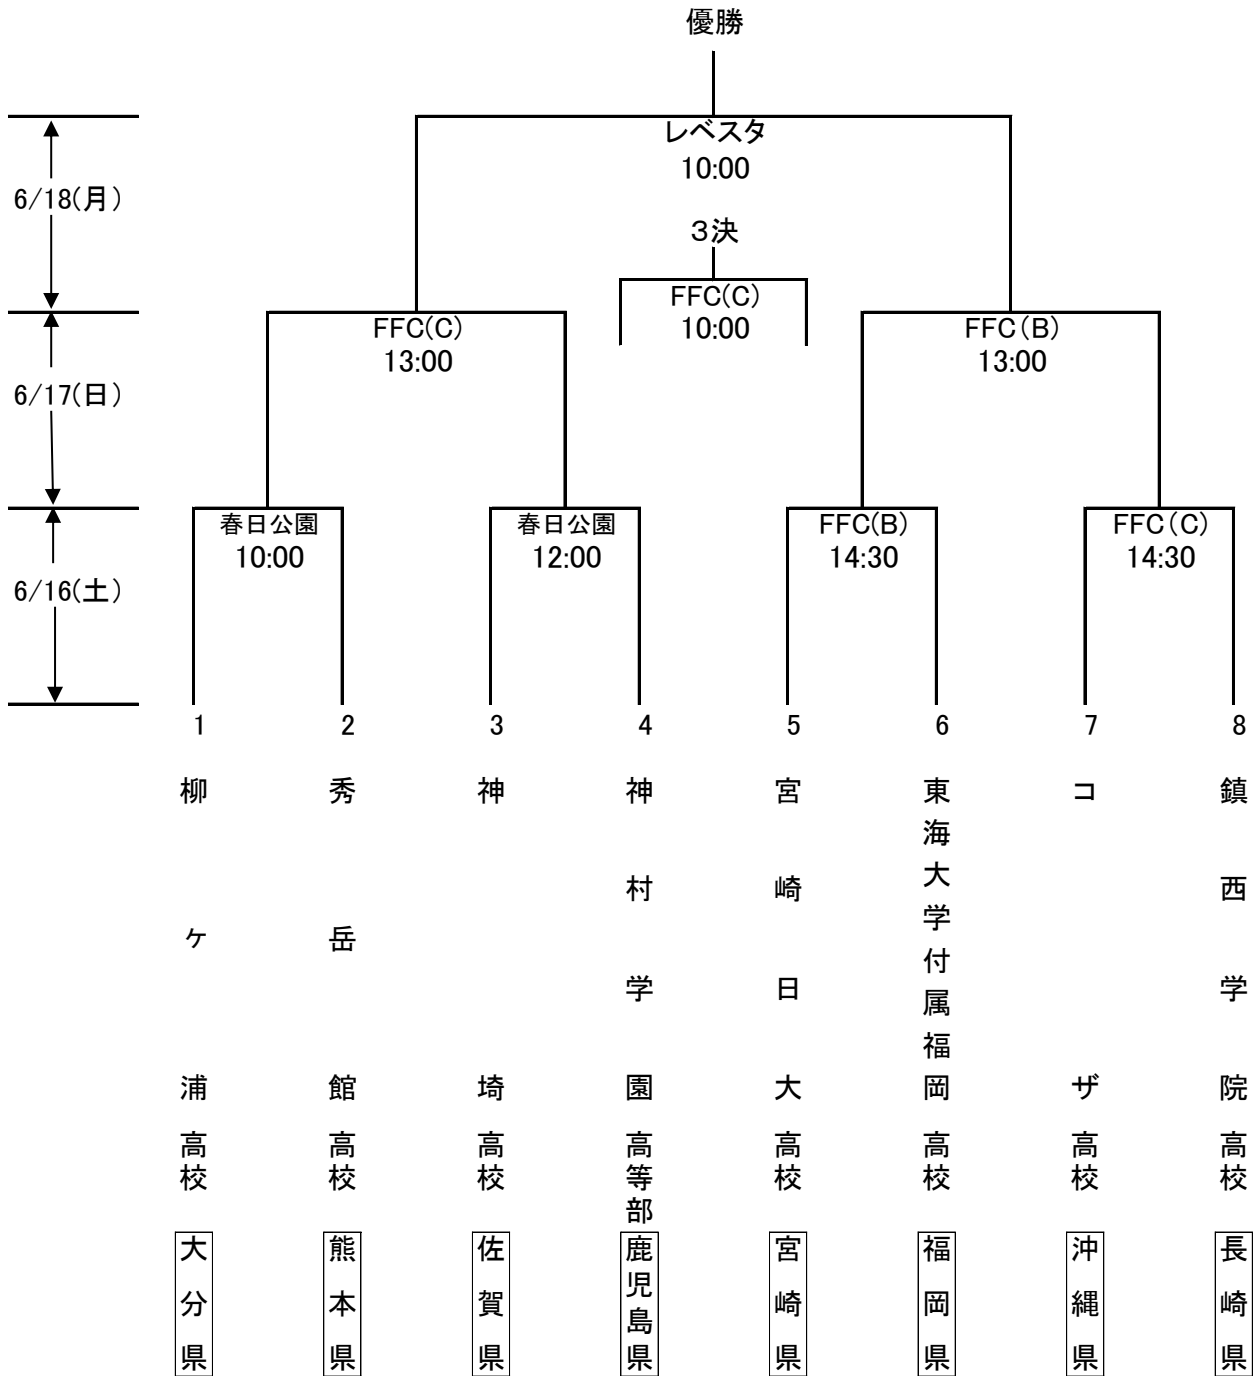 優勝
レベスタ
10:00
6/18(月)
3決
FFC(C)
10:00
FFC(C)
13:00
FFC(B)
13:00
6/17(日)
春日公園
10:00
春日公園
12:00
FFC(B)
14:30
FFC(C)
14:30
6/16(土)
1 2 3 4 5 6 7 8
柳ヶ浦高校
大分県
秀岳館高校
熊本県
神埼高校
佐賀県
神村学園高等部
鹿児島県
宮崎日大高校
宮崎県
東海大学付属福岡高校
福岡県
コザ高校
沖縄県
鎮西学院高校
長崎県